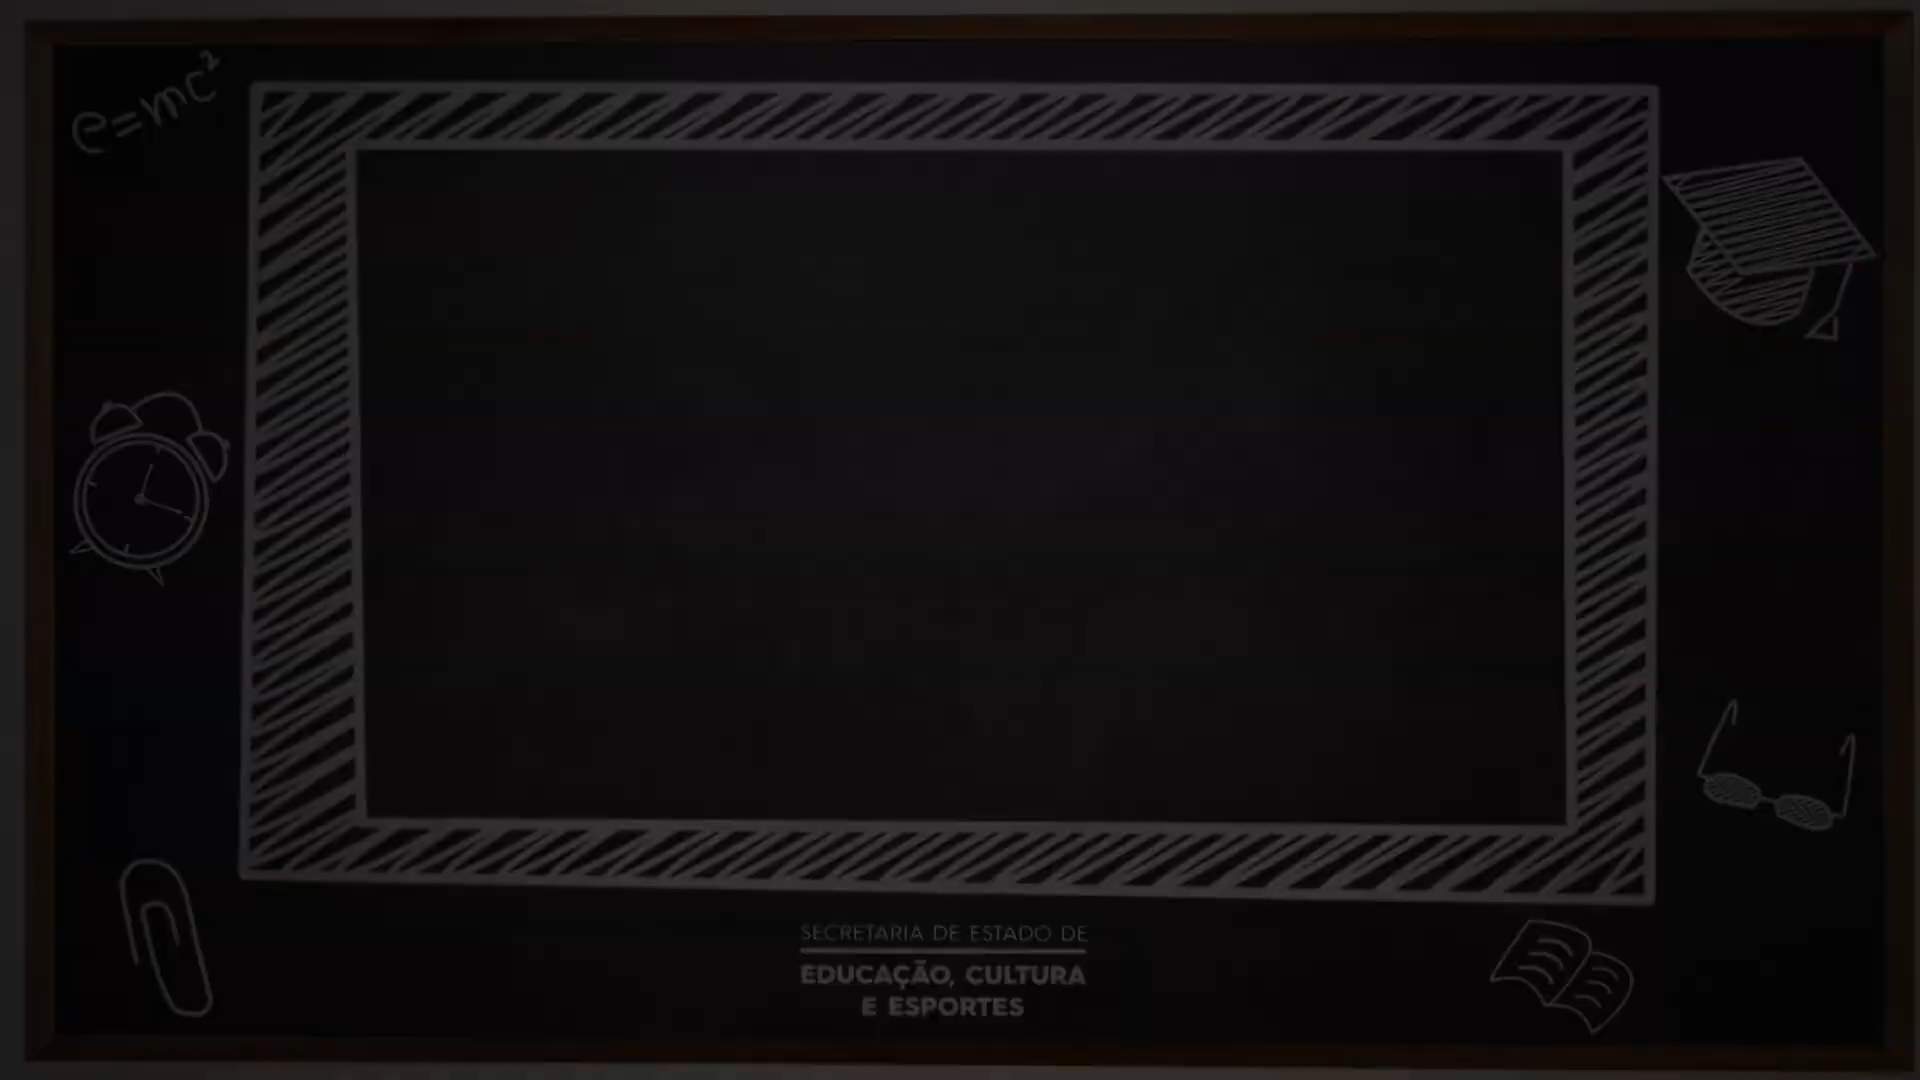 e=mc²
SECRETARIA DE ESTADO DE
EDUCAÇÃO, CULTURA
E ESPORTES